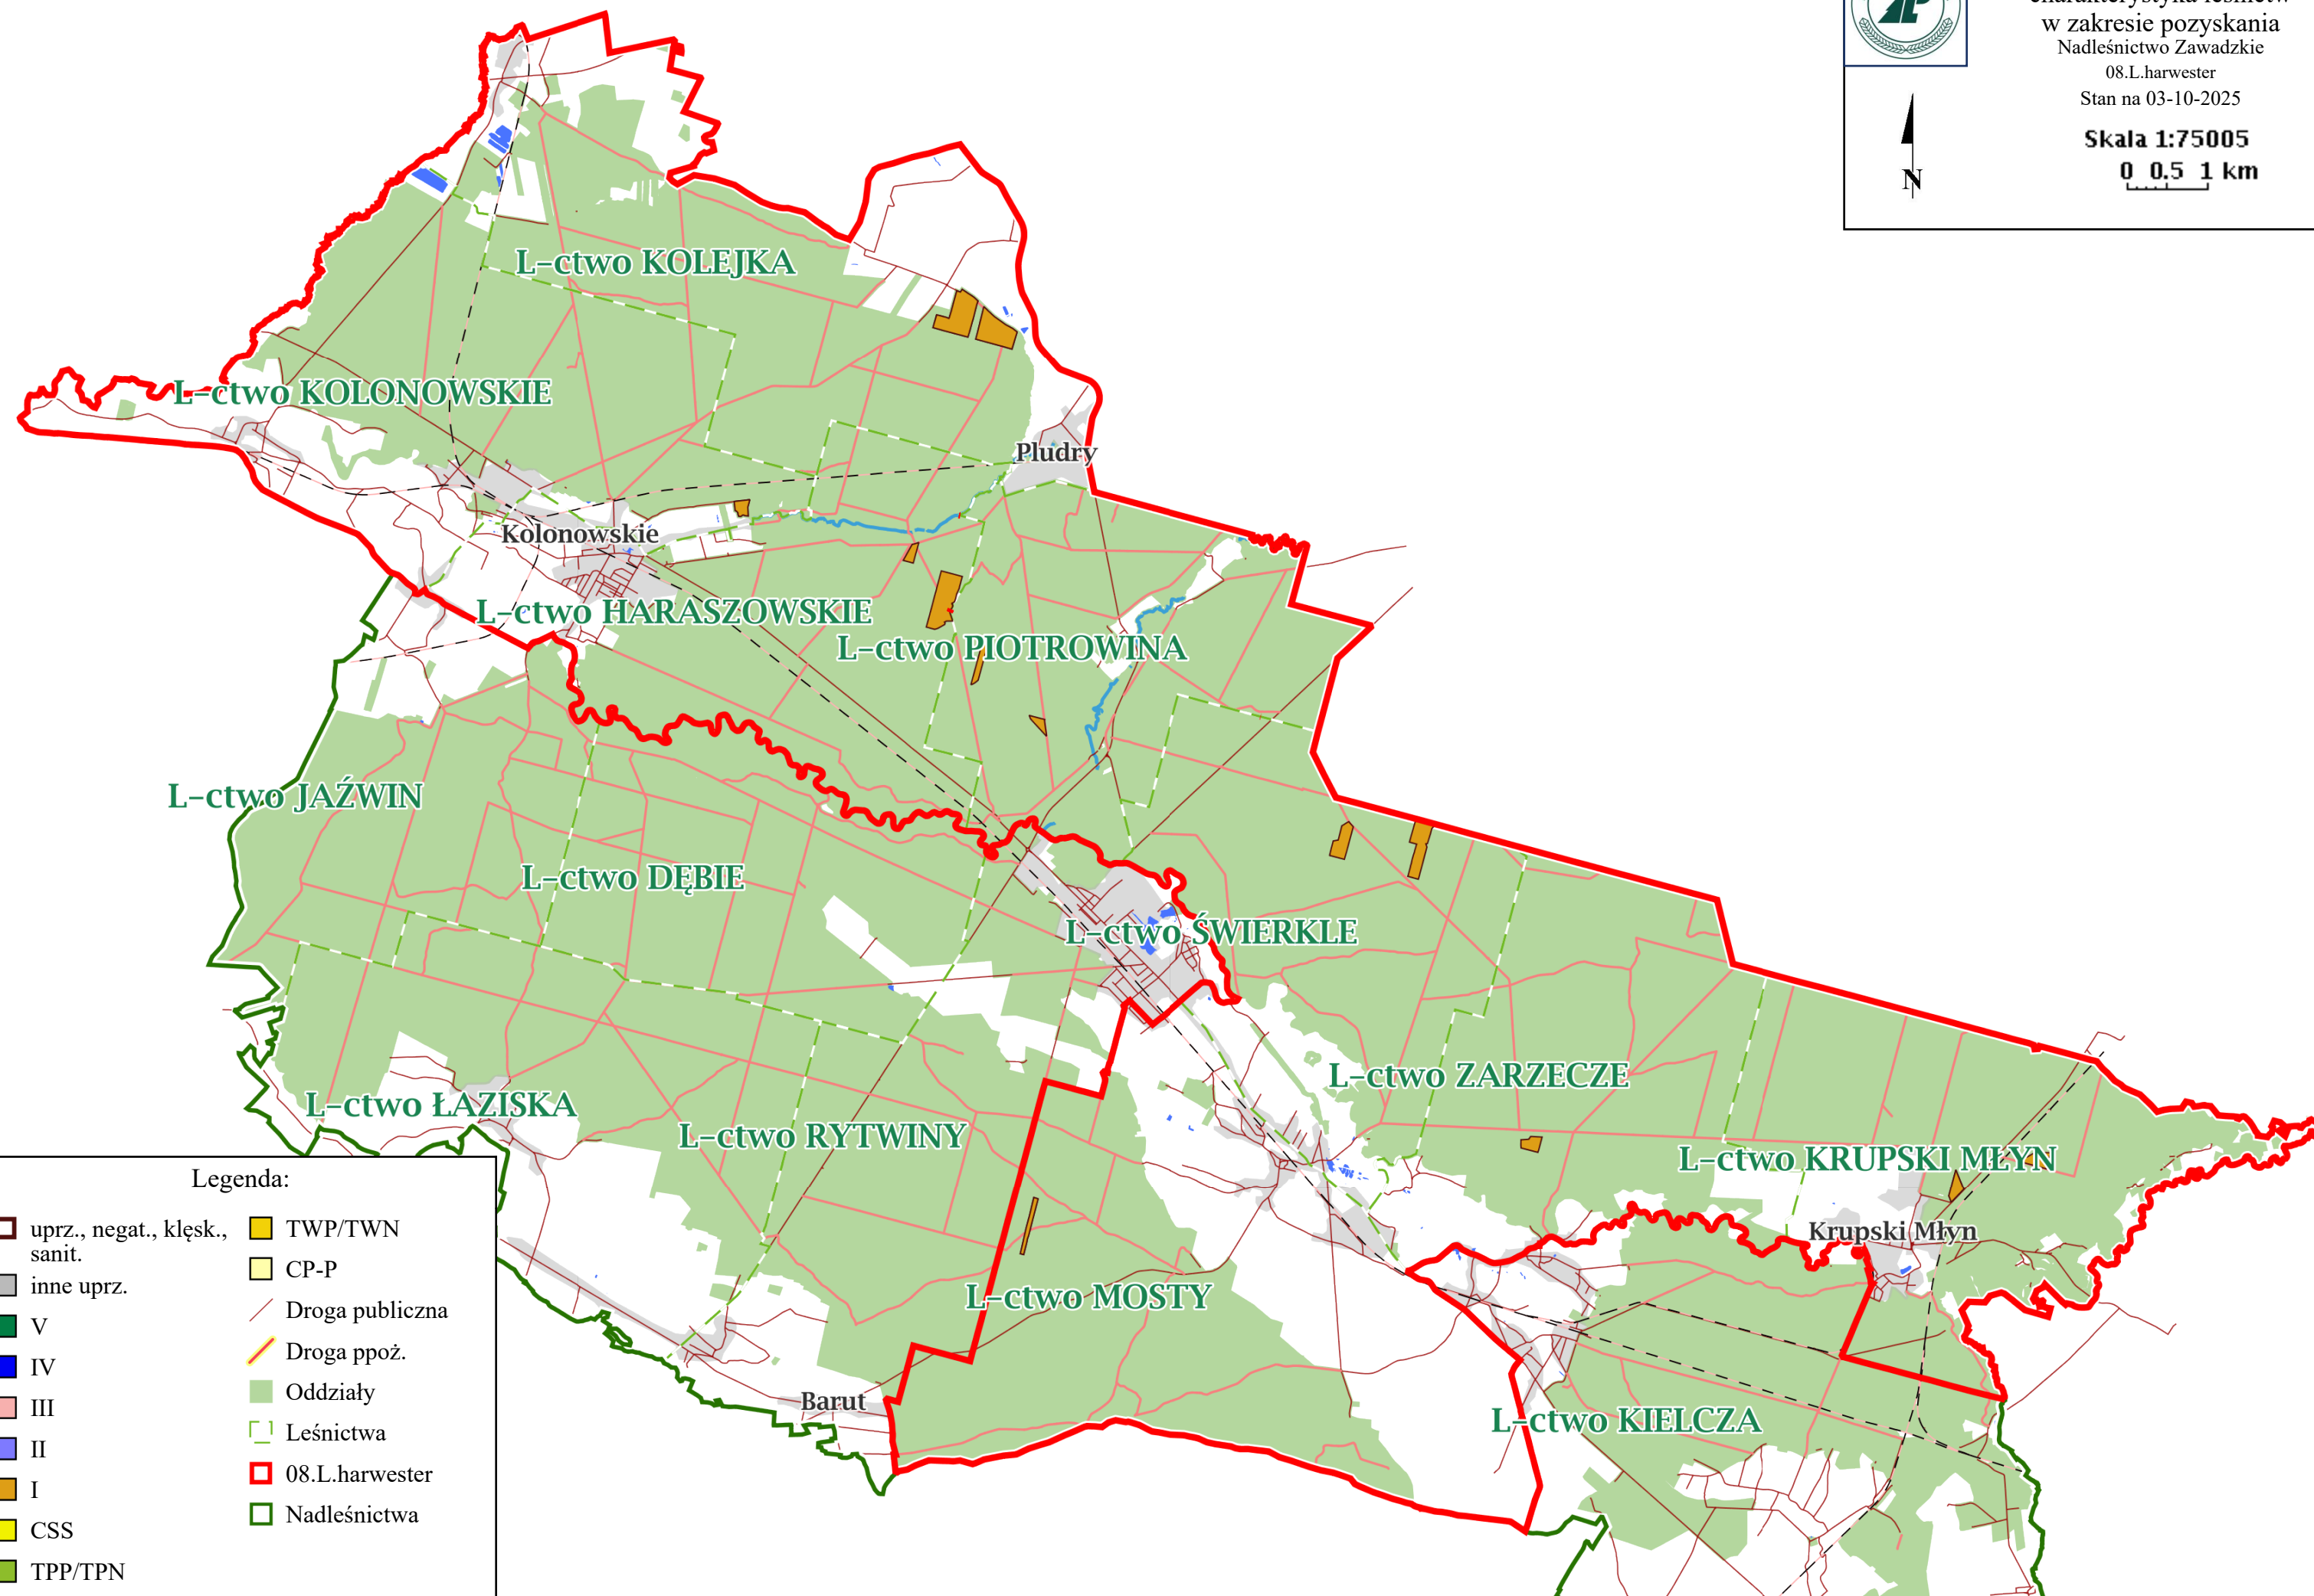 charakterystyka leśnictw
w zakresie pozyskania
Nadleśnictwo Zawadzkie
08.L.harwester
Stan na 03-10-2025
Skala 1:75005
0 0.5 1 km
N
L-ctwo KOLEJKA
L-ctwo KOLONOWSKIE
Pludry
Kolonowskie
L-ctwo HARASZOWSKIE
L-ctwo PIOTROWINA
L-ctwo JAŹWIN
L-ctwo DĘBIE
L-ctwo ŚWIERKLE
L-ctwo ZARZECZE
L-ctwo ŁAZISKA
L-ctwo RYTWINY
L-ctwo KRUPSKI MŁYN
Krupski Młyn
L-ctwo MOSTY
Barut
L-ctwo KIELCZA
Legenda:
uprz., negat., klęsk.,
sanit.
inne uprz.
V
IV
III
II
I
CSS
TPP/TPN
TWP/TWN
CP-P
Droga publiczna
Droga ppoż.
Oddziały
Leśnictwa
08.L.harwester
Nadleśnictwa